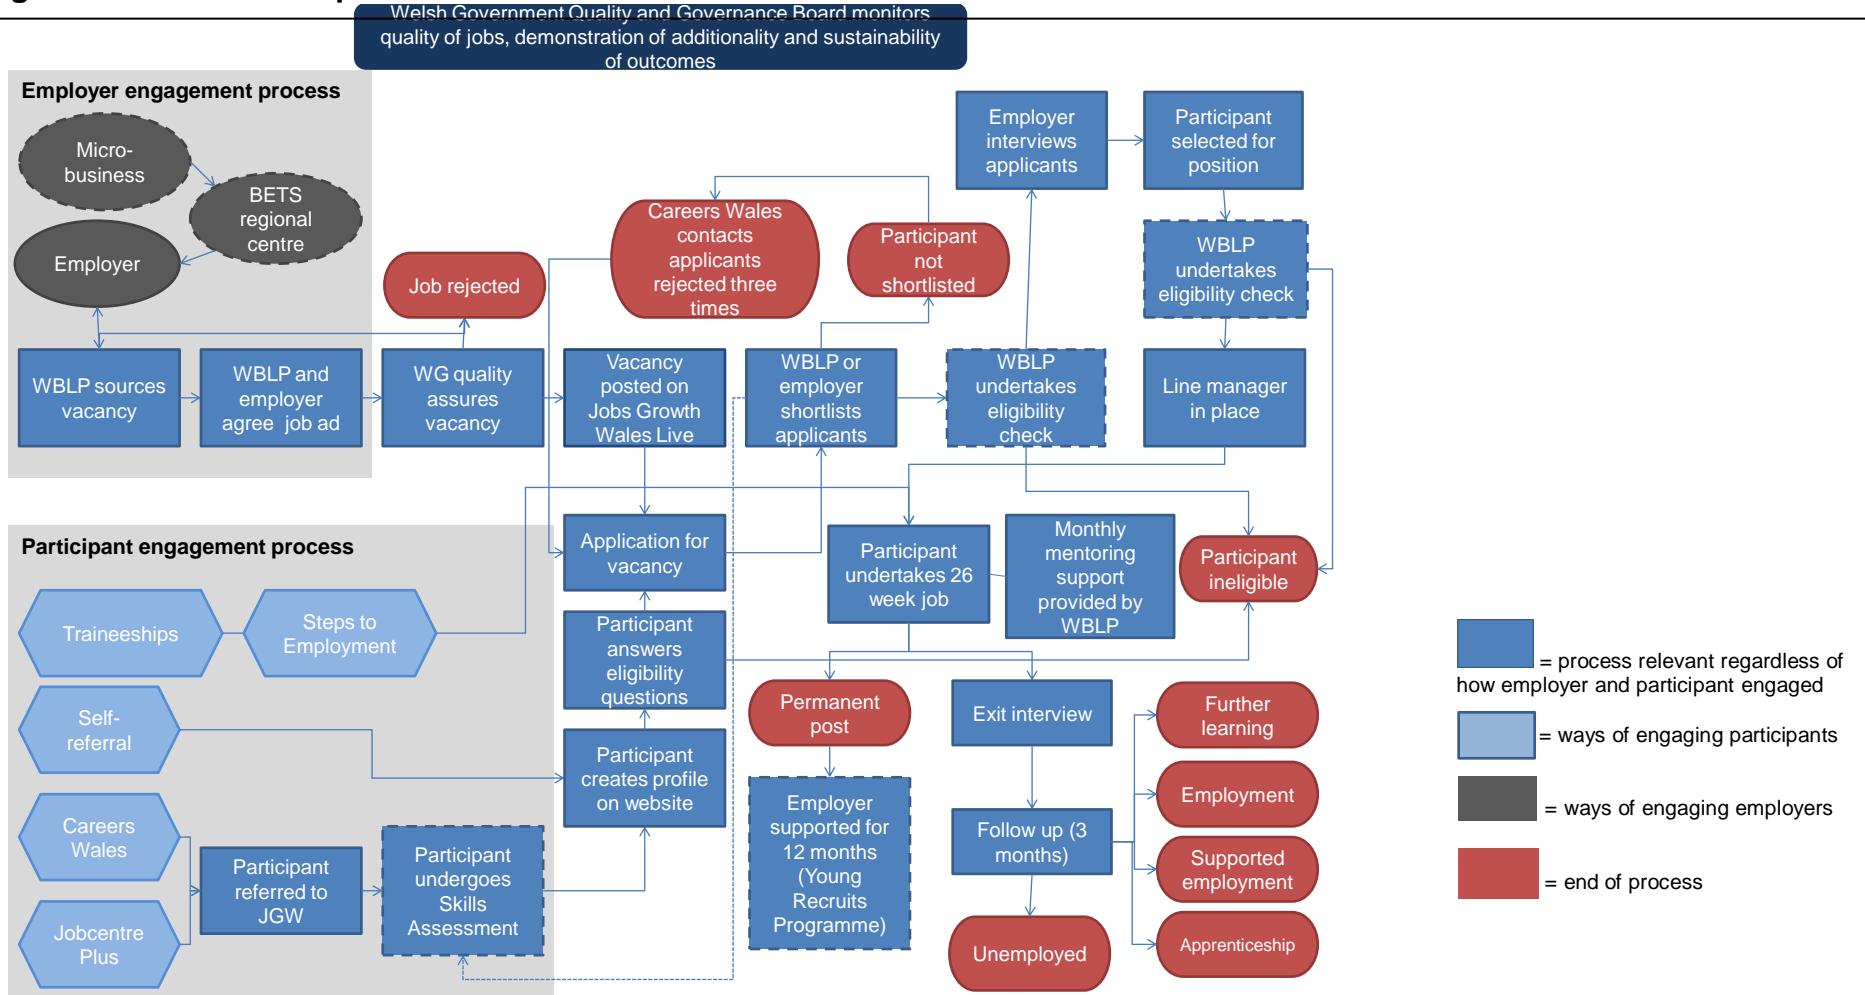 Welsh Government Quality and Governance Board monitors
quality of jobs, demonstration of additionality and sustainability
of outcomes
Employer engagement process
Micro-
business
BETS
regional
centre
Employer
Job rejected
Careers Wales
contacts
applicants
rejected three
times
Participant
not
shortlisted
Employer
interviews
applicants
Participant
selected for
position
WBLP
undertakes
eligibility check
WBLP sources
vacancy
WBLP and
employer
agree job ad
WG quality
assures
vacancy
Vacancy
posted on
Jobs Growth
Wales Live
WBLP or
employer
shortlists
applicants
WBLP
undertakes
eligibility
check
Line manager
in place
Participant engagement process
Application for
vacancy
Participant
undertakes 26
week job
Monthly
mentoring
support
provided by
WBLP
Participant
ineligible
Traineeships
Steps to
Employment
Participant
answers
eligibility
questions
Self-
referral
Participant
creates profile
on website
Permanent
post
Exit interview
Further
learning
Careers
Wales
Participant
referred to
JGW
Participant
undergoes
Skills
Assessment
Employer
supported for
12 months
(Young
Recruits
Programme)
Follow up (3
months)
Employment
Supported
employment
Jobcentre
Plus
Unemployed
Apprenticeship
= process relevant regardless of
how employer and participant engaged
= ways of engaging participants
= ways of engaging employers
= end of process